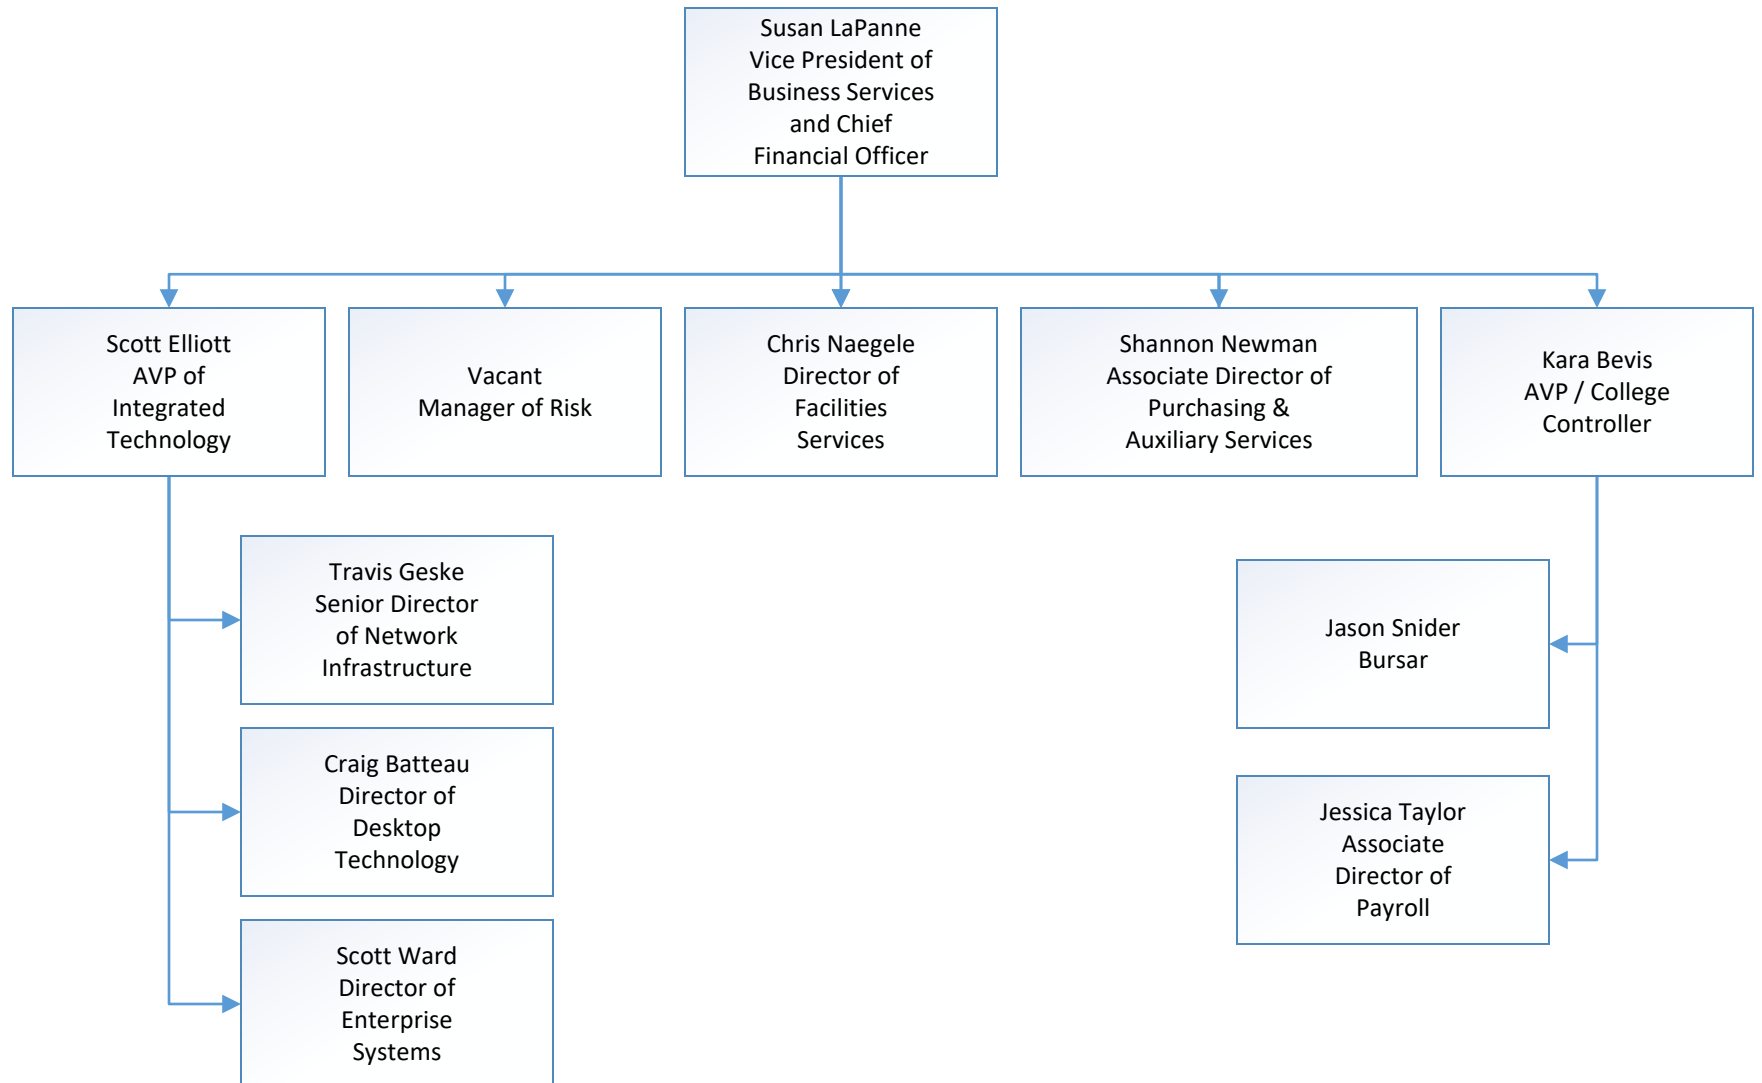 Susan LaPanne
Vice President of
Business Services
and Chief
Financial Officer
Scott Elliott
AVP of
Integrated
Technology
Vacant
Manager of Risk
Chris Naegele
Director of
Facilities
Services
Shannon Newman
Associate Director of
Purchasing &
Auxiliary Services
Kara Bevis
AVP / College
Controller
Travis Geske
Senior Director
of Network
Infrastructure
Craig Batteau
Director of
Desktop
Technology
Scott Ward
Director of
Enterprise
Systems
Jason Snider
Bursar
Jessica Taylor
Associate
Director of
Payroll